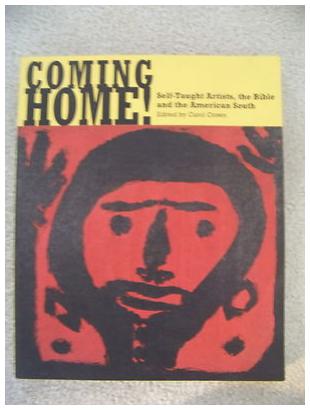 COMING
HOME!
Self-Taught Artists, the Bible
and the American South
Edited by Carol Crown